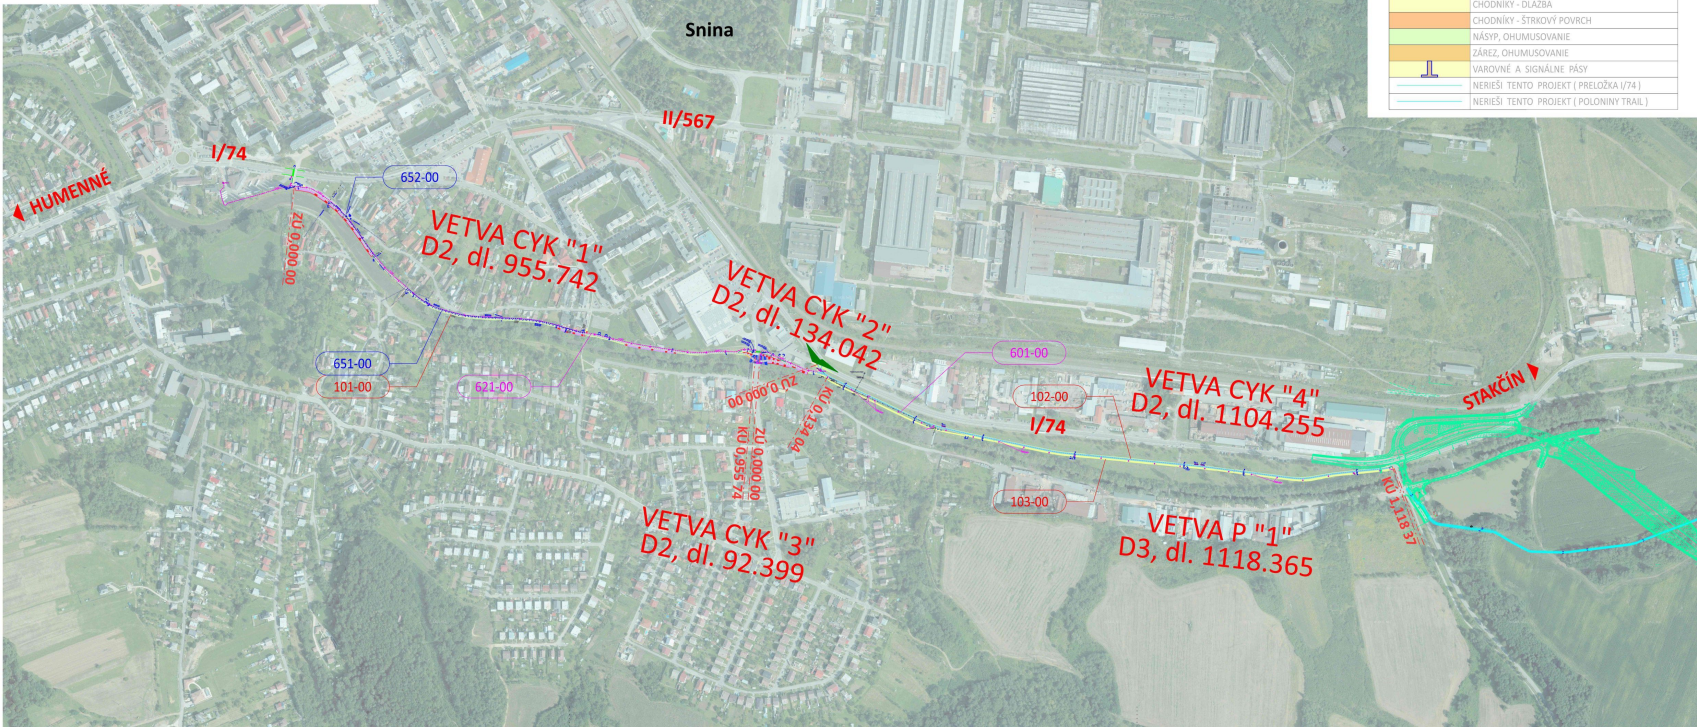 Snina
CHODNÍKY - DLAŽBA
CHODNÍKY - ŠTRKOVÝ POVRCH
NÁSYP, OHUMUSOVANIE
ZÁREZ, OHUMUSOVANIE
VAROVNÉ A SIGNÁLNE PÁSY
NERIEŠI TENTO PROJEKT ( PRELOŽKA I/74 )
NERIEŠI TENTO PROJEKT ( POLONINY TRAIL )
II/567
I/74
HUMENNÉ
652-00
ZÚ 0,000 00
VETVA CYK "1"
D2, dl. 955.742
VETVA CYK "2"
D2, dl. 134.042
651-00
101-00
621-00
601-00
ZÚ 0,000 00
KÚ 0,134 04
ZÚ 0,000 00
KÚ 0,955 74
102-00
I/74
VETVA CYK "4"
D2, dl. 1104.255
STAKČÍN
103-00
KÚ 1,118 37
VETVA CYK "3"
D2, dl. 92.399
VETVA P "1"
D3, dl. 1118.365